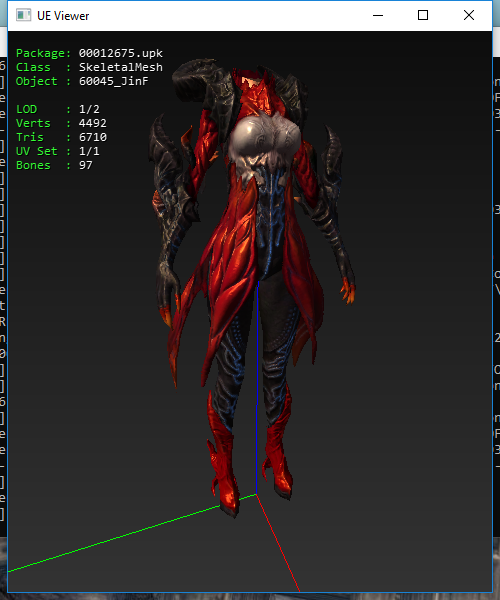 UE Viewer
Package: 00012675.upk
Class : SkeletalMesh
Object : 60045_JinF
LOD : 1/2
Verts : 4492
Tris : 6710
UV Set : 1/1
Bones : 97